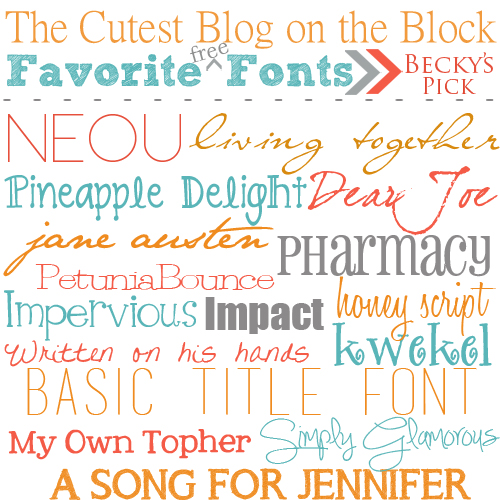 The Cutest Blog on the Block
Favorite free Fonts
Becky's
Pick
NEOU living together
Pineapple Delight Dear Joe
jane austen PHarmacy
PetuniaBounce
Impervious Impact honey script
Written on his hands kwekel
BASIC TITLE FONT
My Own Topher Simply Glamorous
A SONG FOR JENNIFER